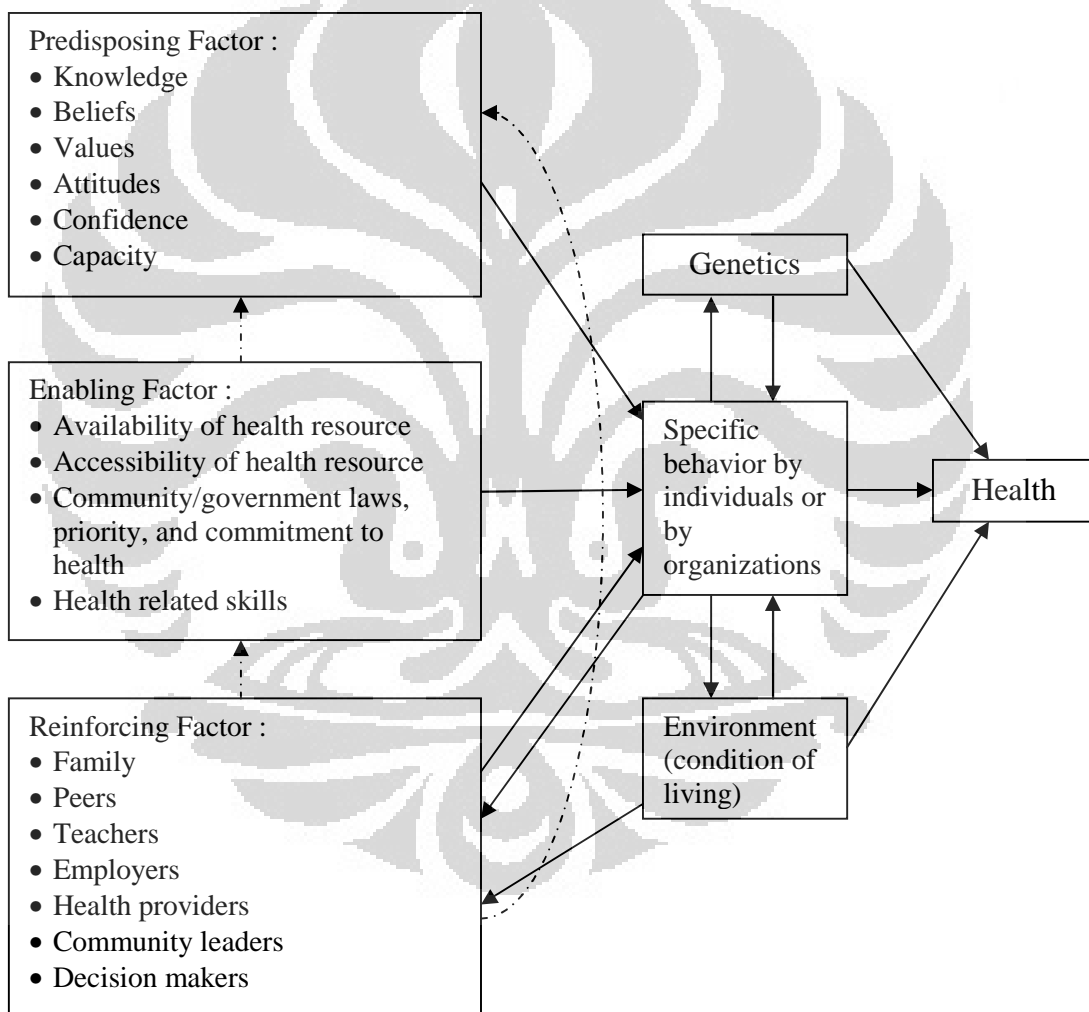 Predisposing Factor :
• Knowledge
• Beliefs
• Values
• Attitudes
• Confidence
• Capacity
Enabling Factor :
• Availability of health resource
• Accessibility of health resource
• Community/government laws,
priority, and commitment to
health
• Health related skills
Reinforcing Factor :
• Family
• Peers
• Teachers
• Employers
• Health providers
• Community leaders
• Decision makers
Genetics
Specific
behavior by
individuals or
by
organizations
Environment
(condition of
living)
Health